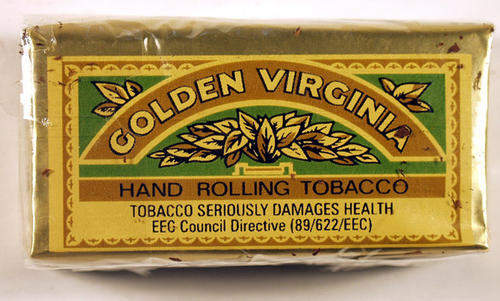 GOLDEN VIRGINIA
HAND ROLLING TOBACCO
TOBACCO SERIOUSLY DAMAGES HEALTH
EEC Council Directive (89/622/EEC)